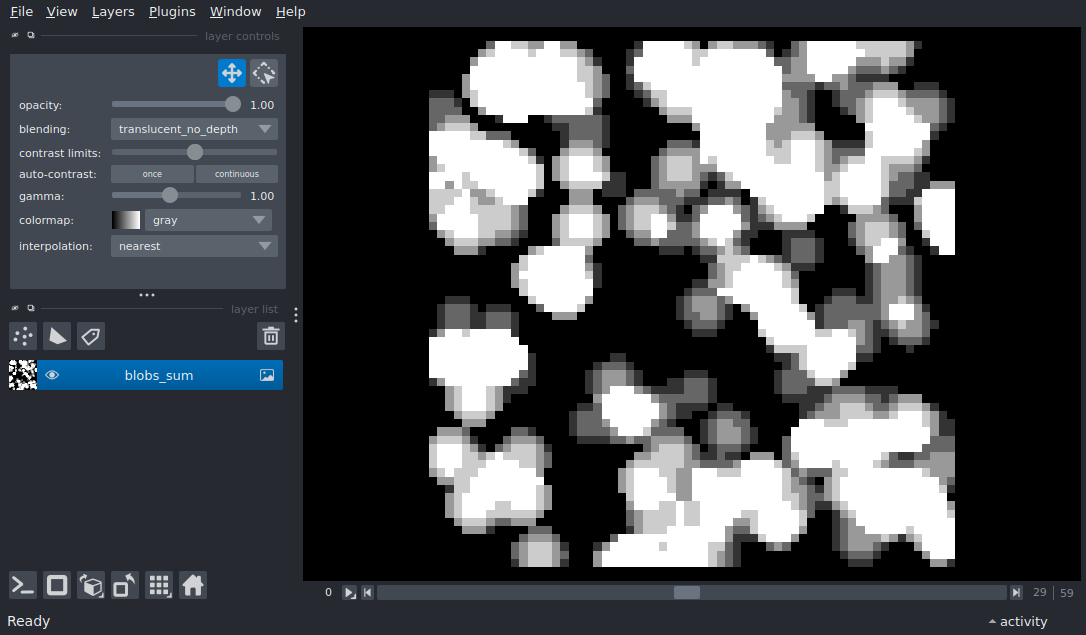 File View Layers Plugins Window Help
layer controls
opacity: 1.00
blending: translucent_no_depth
contrast limits:
auto-contrast: once continuous
gamma: 1.00
colormap: gray
interpolation: nearest
layer list
blobs_sum
0 29 | 59
Ready activity